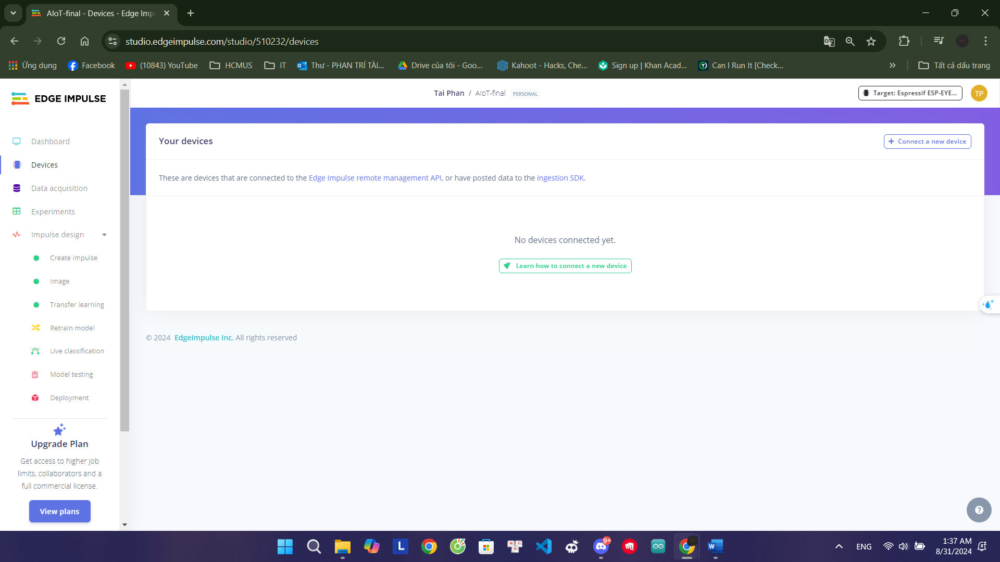 AIoT-final - Devices - Edge Imp
studio.edgeimpulse.com/studio/510232/devices
Ứng dụng
Facebook
(10843) YouTube
HCMUS
IT
Thư - PHAN TRÍ TÀI...
Drive của tôi - Goo...
Kahoot - Hacks, Che...
Sign up | Khan Acad...
Can I Run It [Check...
Tất cả dấu trang
EDGE IMPULSE
Tai Phan / AIoT-final PERSONAL
Target: Espressif ESP-EYE...
TP
Dashboard
Devices
Data acquisition
Experiments
Impulse design
Create impulse
Image
Transfer learning
Retrain model
Live classification
Model testing
Deployment
Upgrade Plan
Get access to higher job
limits, collaborators and a
full commercial license.
View plans
Your devices
+ Connect a new device
These are devices that are connected to the Edge Impulse remote management API, or have posted data to the ingestion SDK.
No devices connected yet.
Learn how to connect a new device
© 2024 EdgeImpulse Inc. All rights reserved
?
L
9+
W
ENG
1:37 AM
8/31/2024